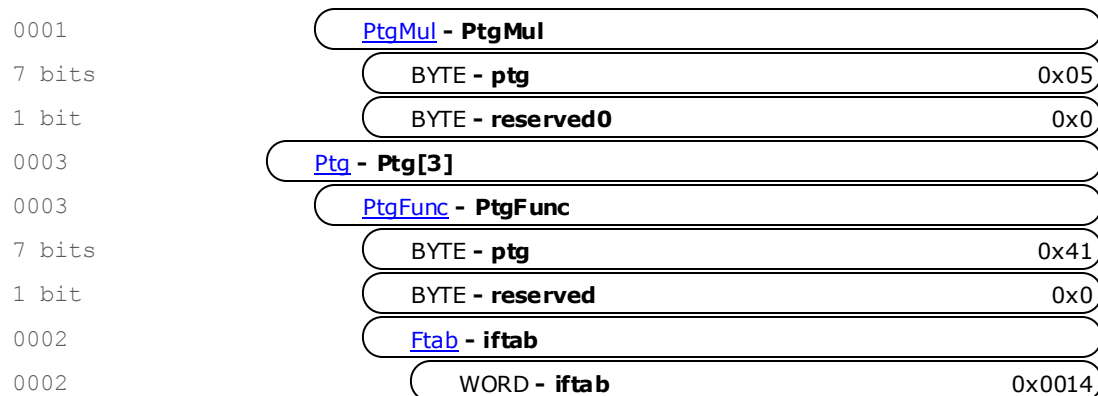 0001 PtgMul - PtgMul
7 bits BYTE - ptg 0x05
1 bit BYTE - reserved0 0x0
0003 Ptg - Ptg[3]
0003 PtgFunc - PtgFunc
7 bits BYTE - ptg 0x41
1 bit BYTE - reserved 0x0
0002 Ftab - iftab
0002 WORD - iftab 0x0014